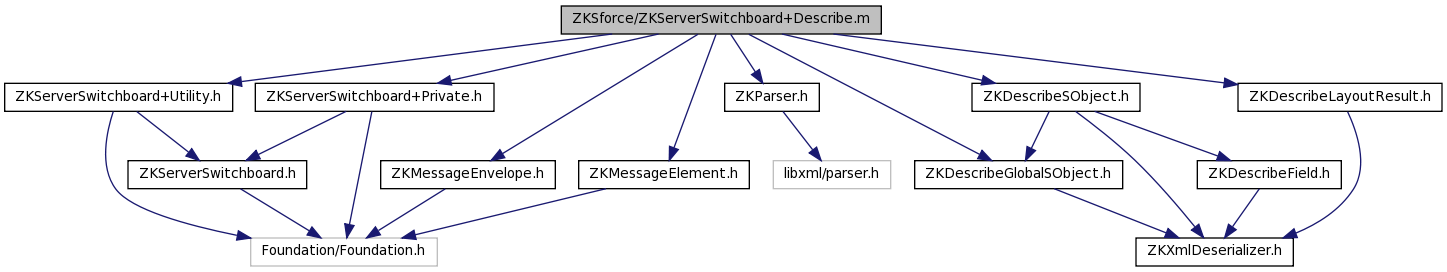 ZKSforce/ZKServerSwitchboard+Describe.m
ZKServerSwitchboard+Utility.h
ZKServerSwitchboard+Private.h
ZKParser.h
ZKDescribeSObject.h
ZKDescribeLayoutResult.h
ZKServerSwitchboard.h
ZKMessageEnvelope.h
ZKMessageElement.h
libxml/parser.h
ZKDescribeGlobalSObject.h
ZKDescribeField.h
Foundation/Foundation.h
ZKXmlDeserializer.h